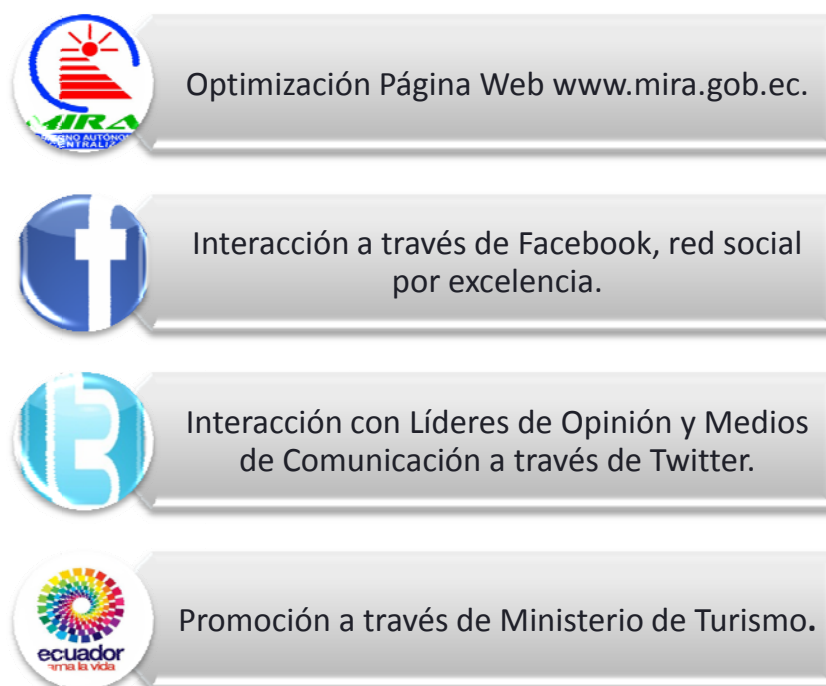 MIRA
Optimización Página Web www.mira.gob.ec.
f
Interacción a través de Facebook, red social
por excelencia.
t
Interacción con Líderes de Opinión y Medios
de Comunicación a través de Twitter.
ecuador
ama la vida
Promoción a través de Ministerio de Turismo.